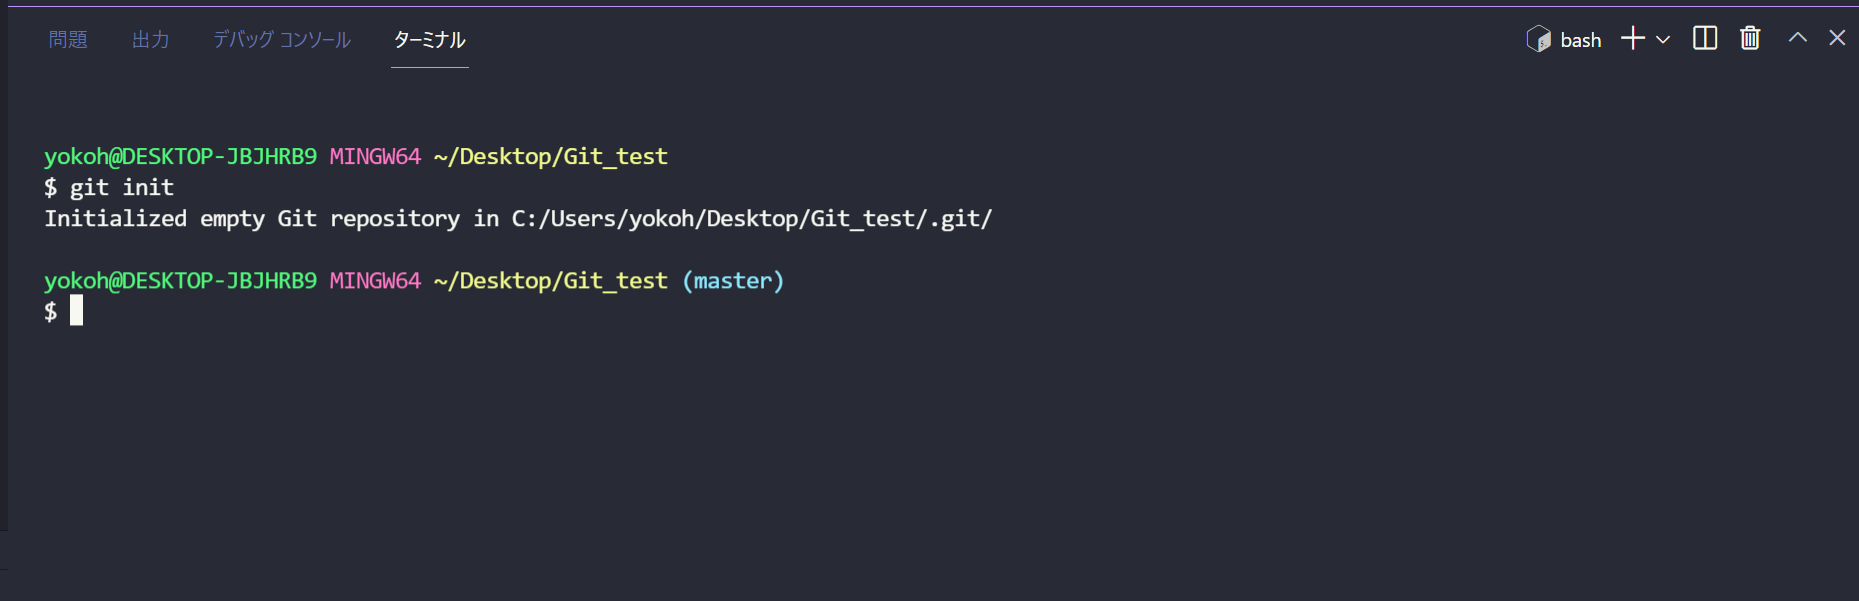 問題 出力 デバッグ コンソール ターミナル bash
yokoh@DESKTOP-JBJHRB9 MINGW64 ~/Desktop/Git_test
$ git init
Initialized empty Git repository in C:/Users/yokoh/Desktop/Git_test/.git/
yokoh@DESKTOP-JBJHRB9 MINGW64 ~/Desktop/Git_test (master)
$